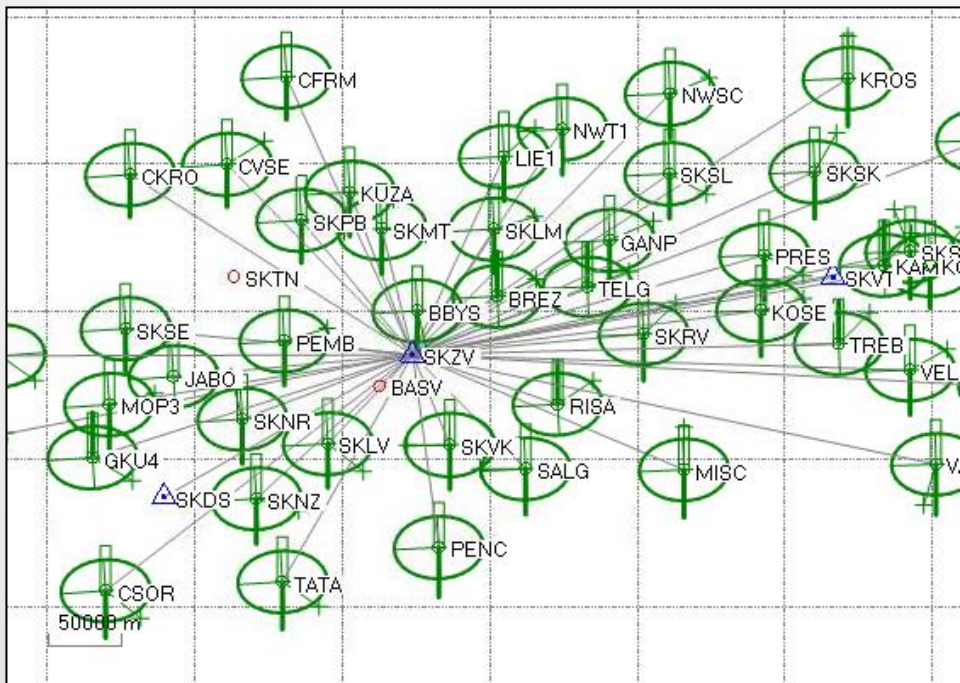 CFRM
KROS
NWSC
NWT1
LIE1
CVSE
CKRO
SKSL
SKSK
KUZA
SKPB
SKMT
SKLM
GANP
PRES
SKTN
SKVT
TELG
BREZ
BBYS
KOSE
SKSE
PEMB
SKRV
TREB
SKZV
JABO
BASV
MOP3
RISA
SKNR
SKLV
SKVK
GKU4
SALG
MISC
SKDS
SKNZ
PENC
TATA
CSOR
50000 m